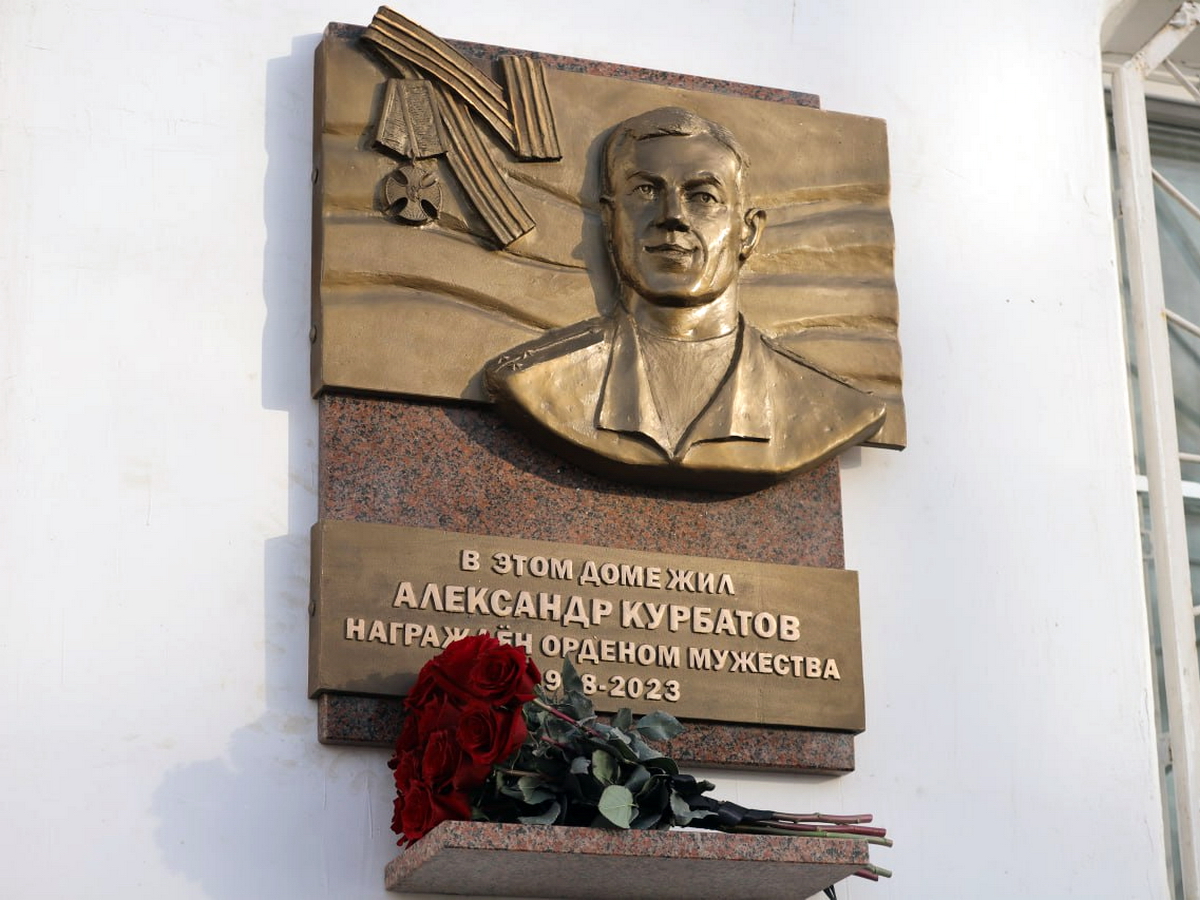 В ЭТОМ ДОМЕ ЖИЛ
АЛЕКСАНДР КУРБАТОВ
НАГРАЖДЁН ОРДЕНОМ МУЖЕСТВА
-2023